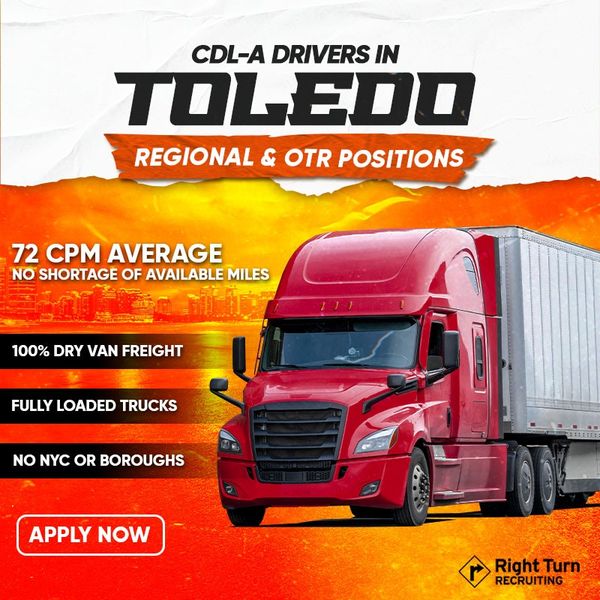 CDL-A DRIVERS IN
TOLEDO
REGIONAL & OTR POSITIONS
72 CPM AVERAGE
NO SHORTAGE OF AVAILABLE MILES
100% DRY VAN FREIGHT
FULLY LOADED TRUCKS
NO NYC OR BOROUGHS
APPLY NOW
Right Turn
RECRUITING